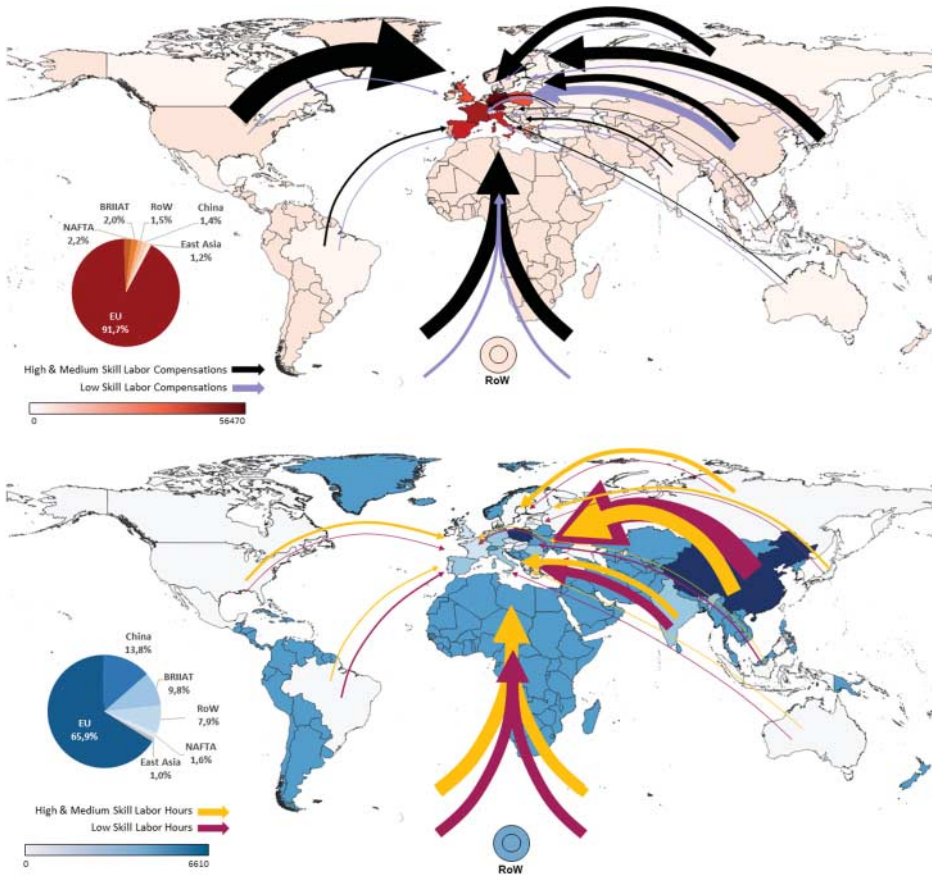 BRIIAT
2,0%
RoW
1,5%
China
1,4%
NAFTA
2,2%
East Asia
1,2%
EU
91,7%
High & Medium Skill Labor Compensations
Low Skill Labor Compensations
0
56470
RoW
China
13,8%
BRIIAT
9,8%
RoW
7,9%
EU
65,9%
NAFTA
1,6%
East Asia
1,0%
High & Medium Skill Labor Hours
Low Skill Labor Hours
0
6610
RoW